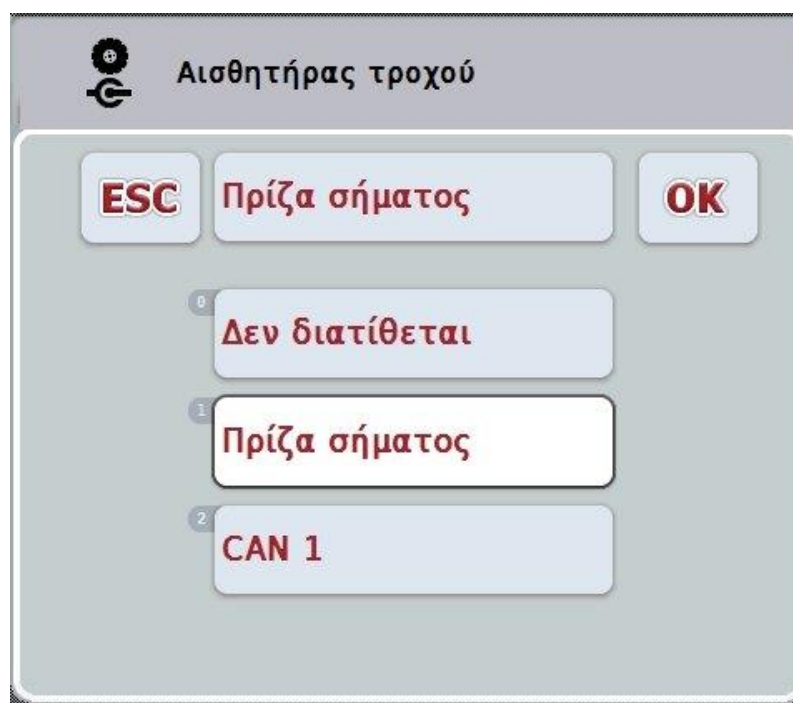 Αισθητήρας τροχού
ESC Πρίζα σήματος OK
0
Δεν διατίθεται
1
Πρίζα σήματος
2
CAN 1